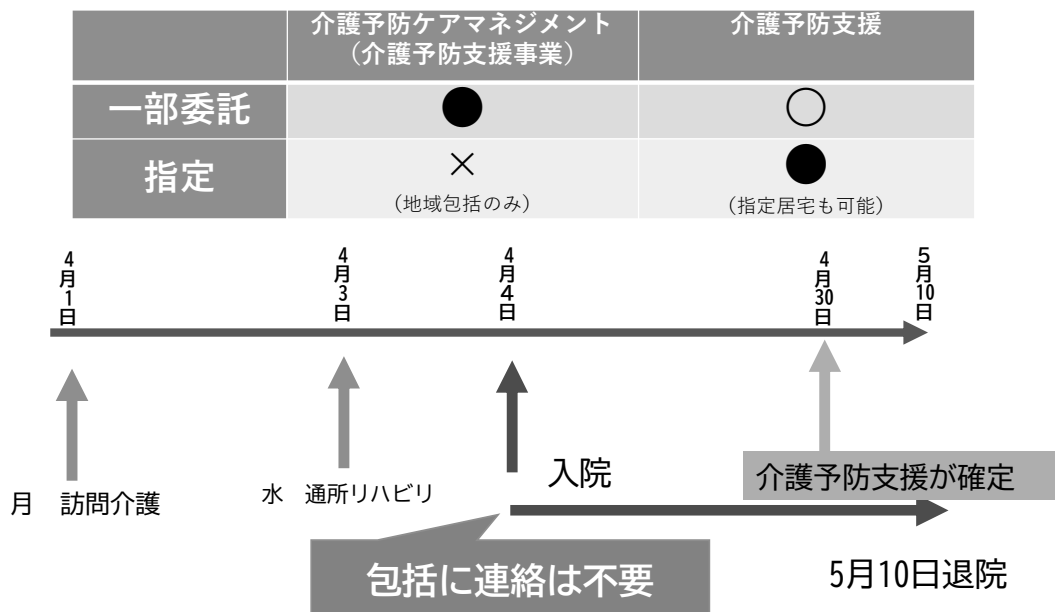 介護予防ケアマネジメント
（介護予防支援事業）
介護予防支援
一部委託
●
○
指定
×
（地域包括のみ）
●
（指定居宅も可能）
4月1日
4月3日
4月4日
4月30日
5月10日
月　訪問介護
水　通所リハビリ
入院
介護予防支援が確定
包括に連絡は不要
5月10日退院